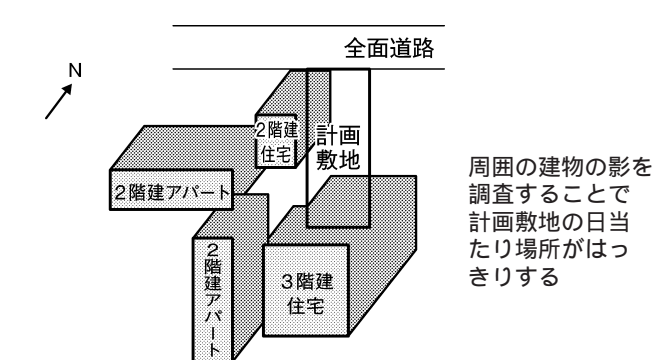 全面道路
N
2階建
住宅
計画
敷地
2階建アパート
2階建アパート
3階建
住宅
周囲の建物の影を
調査することで
計画敷地の日当
たり場所がはっ
きりする